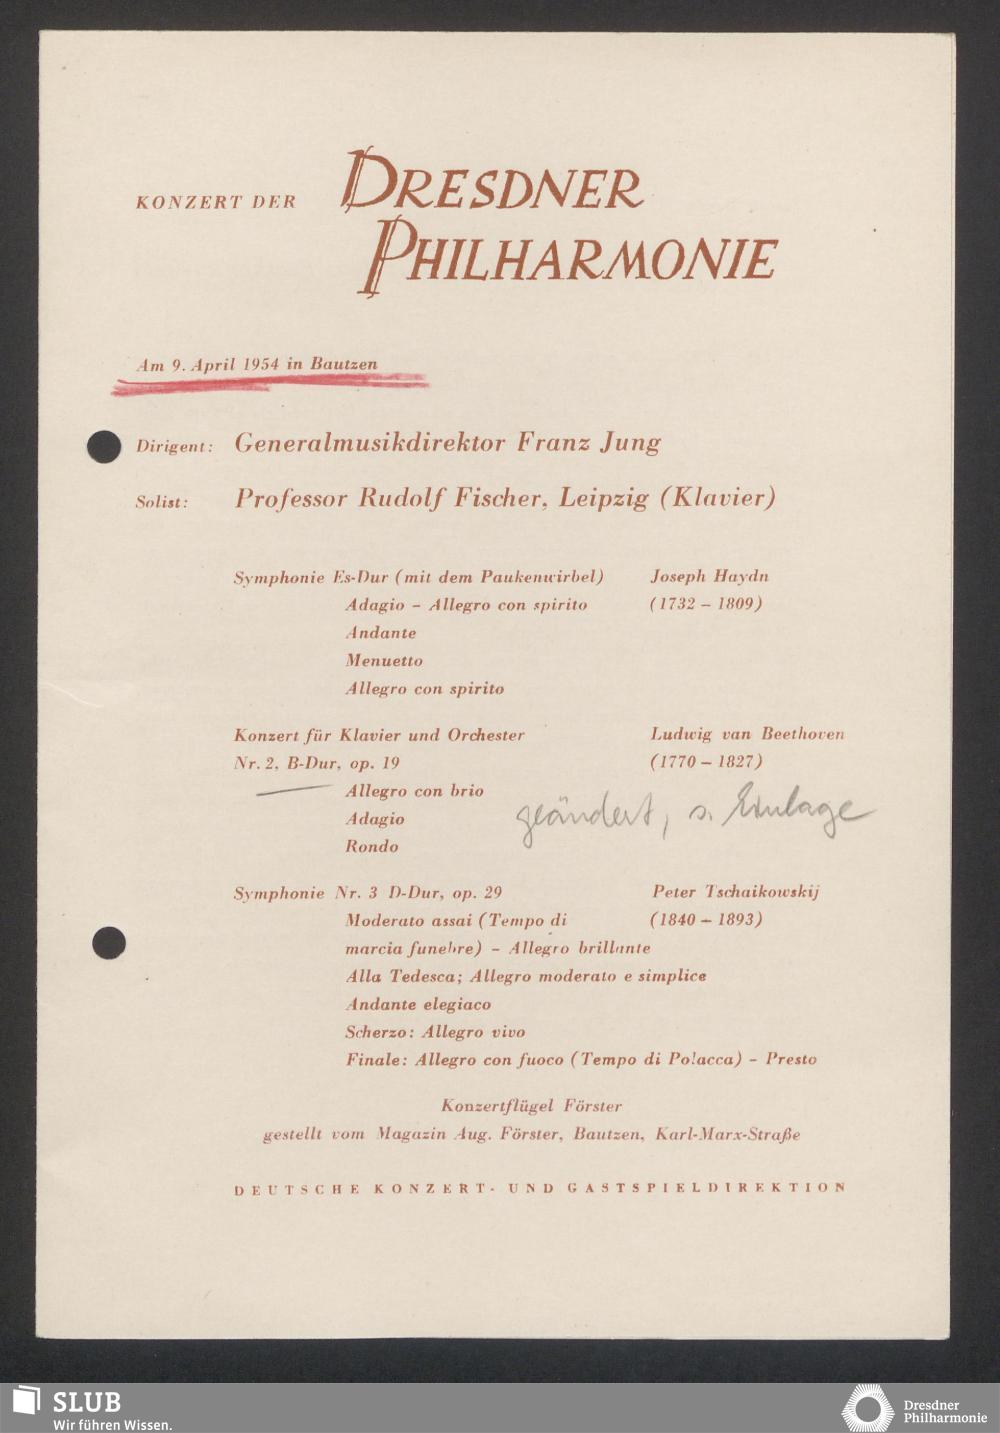 KONZERT DER DRESDNER
PHILHARMONIE
Am 9. April 1954 in Bautzen
Dirigent: Generalmusikdirektor Franz Jung
Solist: Professor Rudolf Fischer, Leipzig (Klavier)
Symphonie Es-Dur (mit dem Paukenwirbel) Joseph Haydn
Adagio – Allegro con spirito (1732 – 1809)
Andante
Menuetto
Allegro con spirito
Konzert für Klavier und Orchester Ludwig van Beethoven
Nr. 2, B-Dur, op. 19 (1770 – 1827)
Allegro con brio
geändert, s. Einlage
Adagio
Rondo
Symphonie Nr. 3 D-Dur, op. 29 Peter Tschaikowskij
Moderato assai (Tempo di (1840 – 1893)
marcia funebre) – Allegro brillante
Alla Tedesca; Allegro moderato e simplice
Andante elegiaco
Scherzo: Allegro vivo
Finale: Allegro con fuoco (Tempo di Polacca) – Presto
Konzertflügel Förster
gestellt vom Magazin Aug. Förster, Bautzen, Karl-Marx-Straße
DEUTSCHE KONZERT- UND GASTSPIELDIREKTION
SLUB
Wir führen Wissen.
Dresdner
Philharmonie